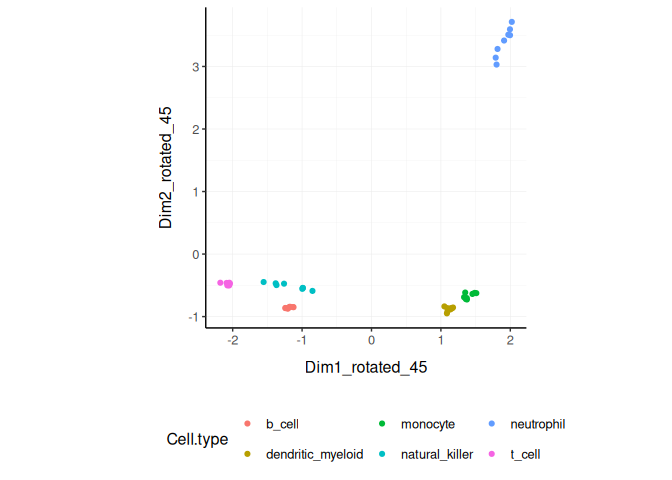 3
2
1
0
-1
-2 -1 0 1 2
Dim2_rotated_45
Dim1_rotated_45
Cell.type
b_cell monocyte neutrophil
dendritic_myeloid natural_killer t_cell